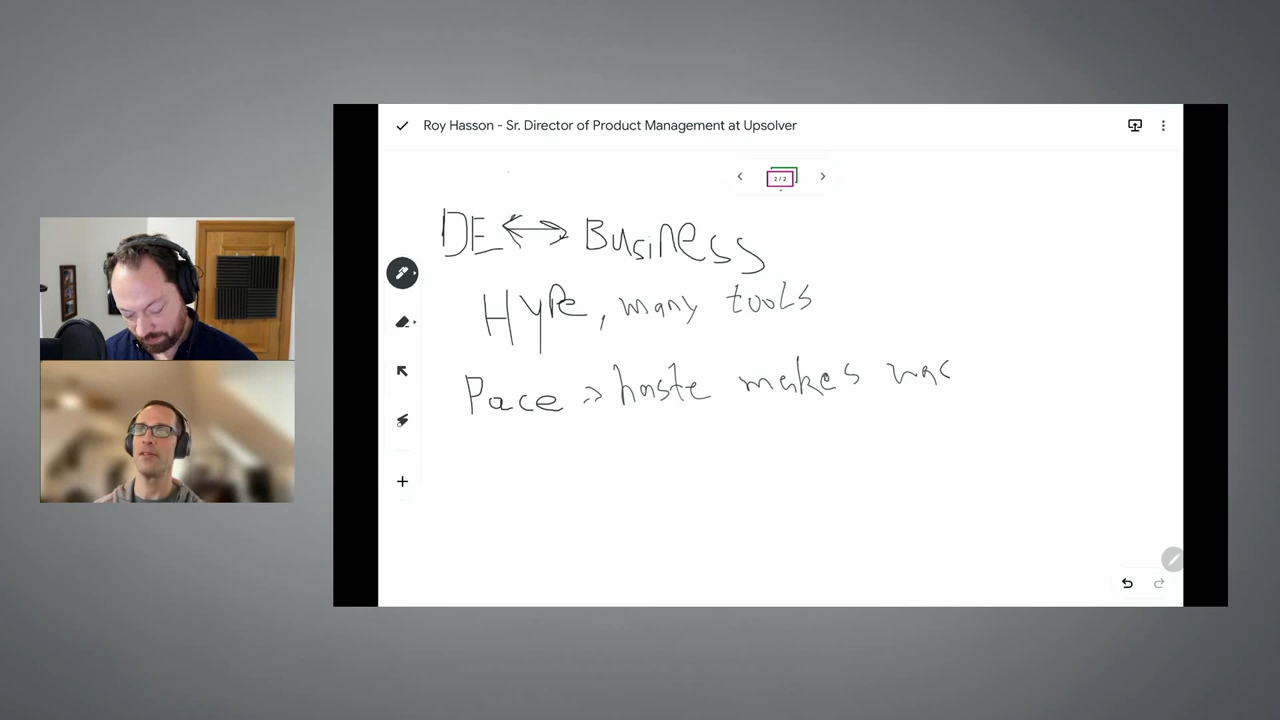 Roy Hasson - Sr. Director of Product Management at Upsolver
2/2
DE ↔ Business
Hype, many tools
Pace -> haste makes was